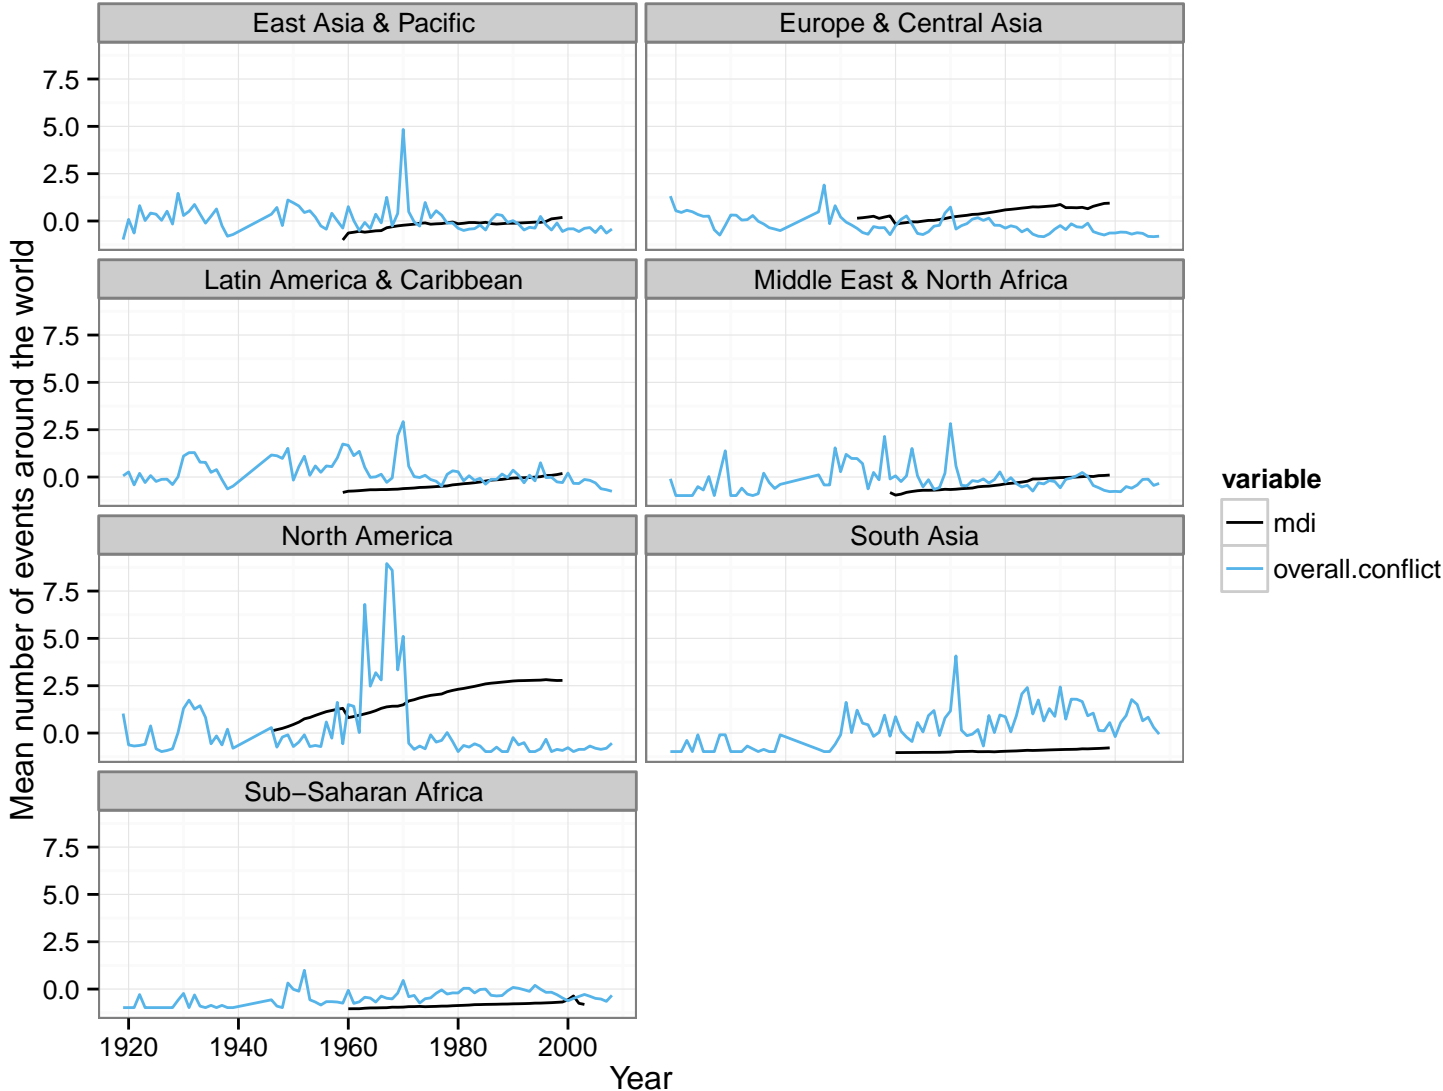 East Asia & Pacific
Europe & Central Asia
7.5
5.0
2.5
0.0
Latin America & Caribbean
Middle East & North Africa
7.5
5.0
2.5
0.0
North America
South Asia
7.5
5.0
2.5
0.0
Sub−Saharan Africa
7.5
5.0
2.5
0.0
1920 1940 1960 1980 2000
Year
Mean number of events around the world
variable
mdi
overall.conflict